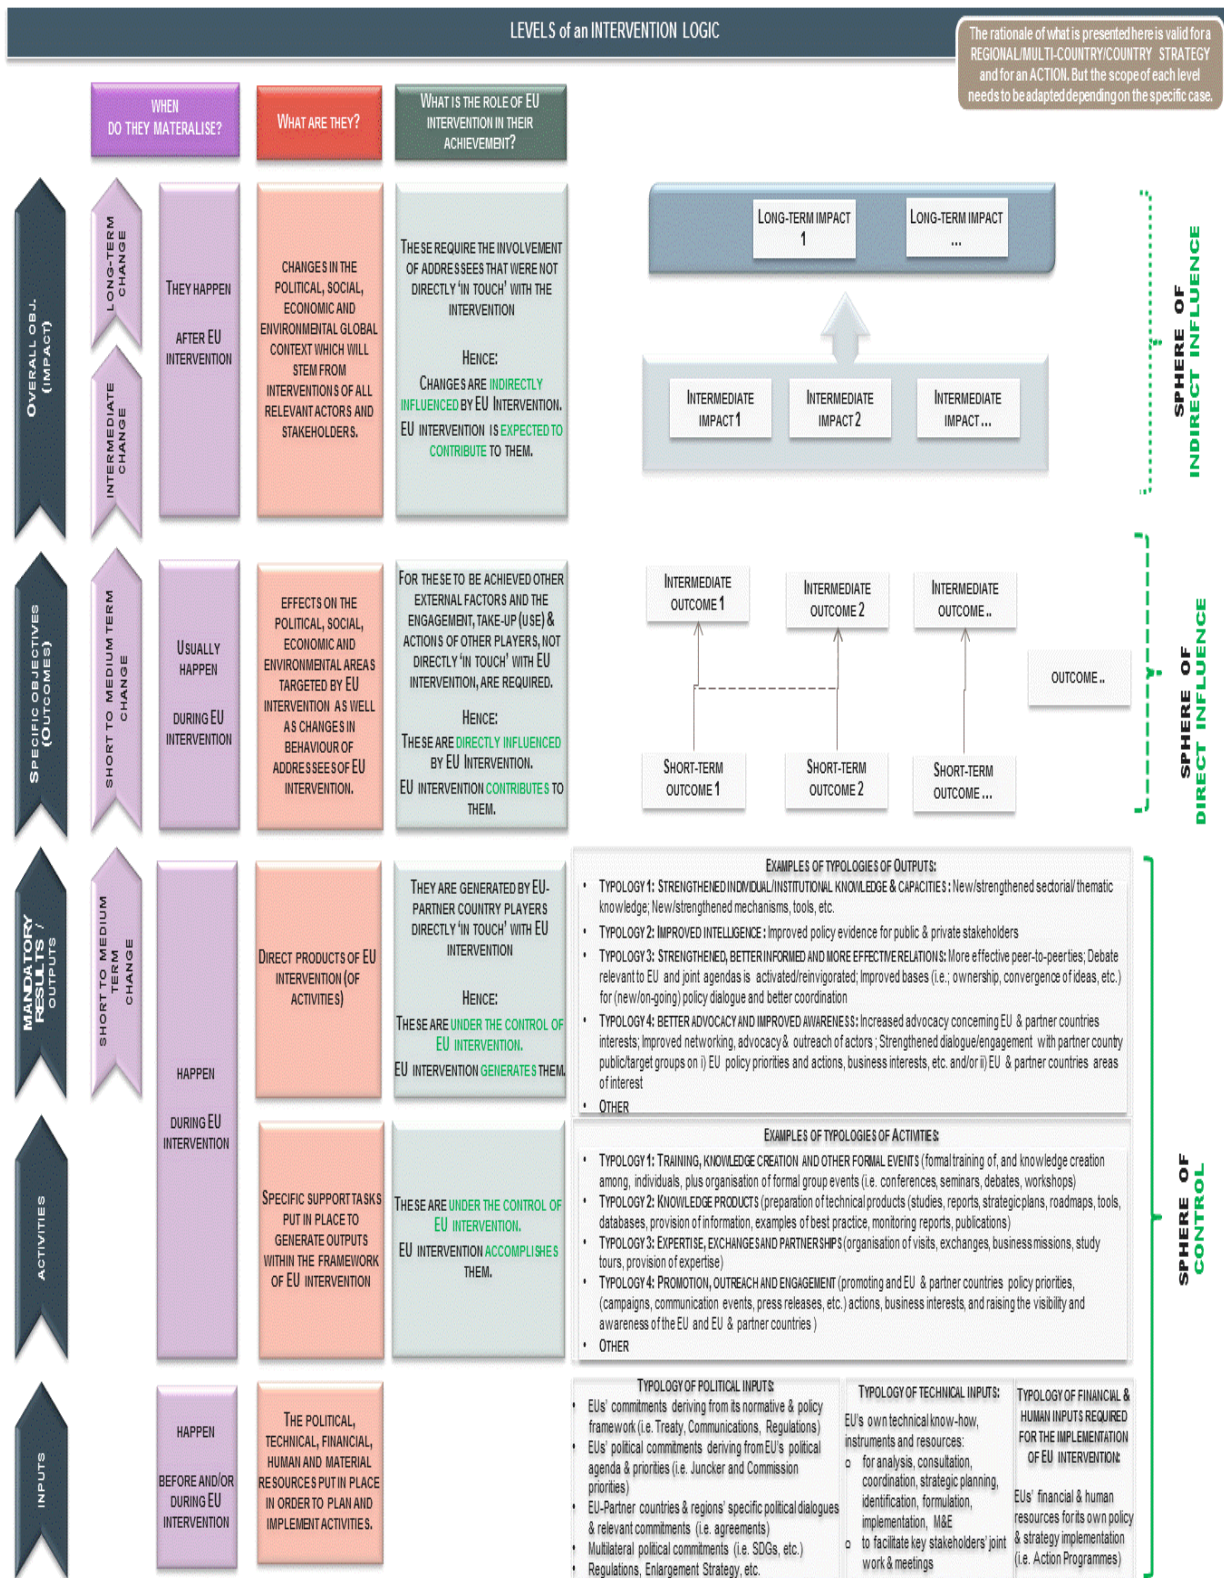 LEVELS of an INTERVENTION LOGIC
The rationale of what is presented here is valid for a
REGIONAL/MULTI-COUNTRY/COUNTRY STRATEGY
and for an ACTION. But the scope of each level
needs to be adapted depending on the specific case.
WHEN
DO THEY MATERALISE?
WHAT ARE THEY?
WHAT IS THE ROLE OF EU
INTERVENTION IN THEIR
ACHIEVEMENT?
OVERALL OBJ.
(IMPACT)
LONG-TERM
CHANGE
INTERMEDIATE
CHANGE
THEY HAPPEN
AFTER EU
INTERVENTION
CHANGES IN THE
POLITICAL, SOCIAL,
ECONOMIC AND
ENVIRONMENTAL GLOBAL
CONTEXT WHICH WILL
STEM FROM
INTERVENTIONS OF ALL
RELEVANT ACTORS AND
STAKEHOLDERS.
THESE REQUIRE THE INVOLVEMENT
OF ADDRESSEES THAT WERE NOT
DIRECTLY 'IN TOUCH' WITH THE
INTERVENTION
HENCE:
CHANGES ARE INDIRECTLY
INFLUENCED BY EU INTERVENTION.
EU INTERVENTION IS EXPECTED TO
CONTRIBUTE TO THEM.
LONG-TERM IMPACT
1
LONG-TERM IMPACT
...
INTERMEDIATE
IMPACT 1
INTERMEDIATE
IMPACT 2
INTERMEDIATE
IMPACT ...
SPHERE OF
INDIRECT INFLUENCE
SPECIFIC OBJECTIVES
(OUTCOMES)
SHORT TO MEDIUM TERM
CHANGE
USUALLY
HAPPEN
DURING EU
INTERVENTION
EFFECTS ON THE
POLITICAL, SOCIAL,
ECONOMIC AND
ENVIRONMENTAL AREAS
TARGETED BY EU
INTERVENTION AS WELL
AS CHANGES IN
BEHAVIOUR OF
ADDRESSEES OF EU
INTERVENTION.
FOR THESE TO BE ACHIEVED OTHER
EXTERNAL FACTORS AND THE
ENGAGEMENT, TAKE-UP (USE) &
ACTIONS OF OTHER PLAYERS, NOT
DIRECTLY 'IN TOUCH' WITH EU
INTERVENTION, ARE REQUIRED.
HENCE:
THESE ARE DIRECTLY INFLUENCED
BY EU INTERVENTION.
EU INTERVENTION CONTRIBUTES TO
THEM.
INTERMEDIATE
OUTCOME 1
INTERMEDIATE
OUTCOME 2
INTERMEDIATE
OUTCOME ..
OUTCOME ..
SHORT-TERM
OUTCOME 1
SHORT-TERM
OUTCOME 2
SHORT-TERM
OUTCOME ...
SPHERE OF
DIRECT INFLUENCE
MANDATORY
RESULTS /
OUTPUTS
SHORT TO MEDIUM
TERM
CHANGE
HAPPEN
DURING EU
INTERVENTION
DIRECT PRODUCTS OF EU
INTERVENTION (OF
ACTIVITIES)
THEY ARE GENERATED BY EU-
PARTNER COUNTRY PLAYERS
DIRECTLY 'IN TOUCH' WITH EU
INTERVENTION
HENCE:
THESE ARE UNDER THE CONTROL OF
EU INTERVENTION.
EU INTERVENTION GENERATES THEM.
EXAMPLES OF TYPOLOGIES OF OUTPUTS:
• TYPOLOGY 1: STRENGTHENED INDIVIDUAL/INSTITUTIONAL KNOWLEDGE & CAPACITIES: New/strengthened sectorial/ thematic
knowledge; New/strengthened mechanisms, tools, etc.
• TYPOLOGY 2: IMPROVED INTELLIGENCE: Improved policy evidence for public & private stakeholders
• TYPOLOGY 3: STRENGTHENED, BETTER INFORMED AND MORE EFFECTIVE RELATIONS: More effective peer-to-peerties; Debate
relevant to EU and joint agendas is activated/reinvigorated; Improved bases (i.e.; ownership, convergence of ideas, etc.)
for (new/on-going) policy dialogue and better coordination
• TYPOLOGY 4: BETTER ADVOCACY AND IMPROVED AWARENESS: Increased advocacy concerning EU & partner countries
interests; Improved networking, advocacy & outreach of actors ; Strengthened dialogue/engagement with partner country
public/target groups on i) EU policy priorities and actions, business interests, etc. and/or ii) EU & partner countries areas
of interest
• OTHER
ACTIVITIES
SPECIFIC SUPPORT TASKS
PUT IN PLACE TO
GENERATE OUTPUTS
WITHIN THE FRAMEWORK
OF EU INTERVENTION
THESE ARE UNDER THE CONTROL OF
EU INTERVENTION.
EU INTERVENTION ACCOMPLISHES
THEM.
EXAMPLES OF TYPOLOGIES OF ACTIVITIES:
• TYPOLOGY 1: TRAINING, KNOWLEDGE CREATION AND OTHER FORMAL EVENTS (formal training of, and knowledge creation
among, individuals, plus organisation of formal group events (i.e. conferences, seminars, debates, workshops)
• TYPOLOGY 2: KNOWLEDGE PRODUCTS (preparation of technical products (studies, reports, strategic plans, roadmaps, tools,
databases, provision of information, examples of best practice, monitoring reports, publications)
• TYPOLOGY 3: EXPERTISE, EXCHANGES AND PARTNERSHIPS (organisation of visits, exchanges, business missions, study
tours, provision of expertise)
• TYPOLOGY 4: PROMOTION, OUTREACH AND ENGAGEMENT (promoting and EU & partner countries policy priorities,
(campaigns, communication events, press releases, etc.) actions, business interests, and raising the visibility and
awareness of the EU and EU & partner countries )
• OTHER
SPHERE OF
CONTROL
INPUTS
HAPPEN
BEFORE AND/OR
DURING EU
INTERVENTION
THE POLITICAL,
TECHNICAL, FINANCIAL,
HUMAN AND MATERIAL
RESOURCES PUT IN PLACE
IN ORDER TO PLAN AND
IMPLEMENT ACTIVITIES.
TYPOLOGY OF POLITICAL INPUTS:
• EUs' commitments deriving from its normative & policy
framework (i.e. Treaty, Communications, Regulations)
• EUs' political commitments deriving from EU's political
agenda & priorities (i.e. Juncker and Commission
priorities)
• EU-Partner countries & regions' specific political dialogues
& relevant commitments (i.e. agreements)
• Multilateral political commitments (i.e. SDGs, etc.)
• Regulations, Enlargement Strategy, etc.
TYPOLOGY OF TECHNICAL INPUTS:
EU's own technical know-how,
instruments and resources:
o for analysis, consultation,
coordination, strategic planning,
identification, formulation,
implementation, M&E
o to facilitate key stakeholders' joint
work & meetings
TYPOLOGY OF FINANCIAL &
HUMAN INPUTS REQUIRED
FOR THE IMPLEMENTATION
OF EU INTERVENTION:
EUs' financial & human
resources for its own policy
& strategy implementation
(i.e. Action Programmes)